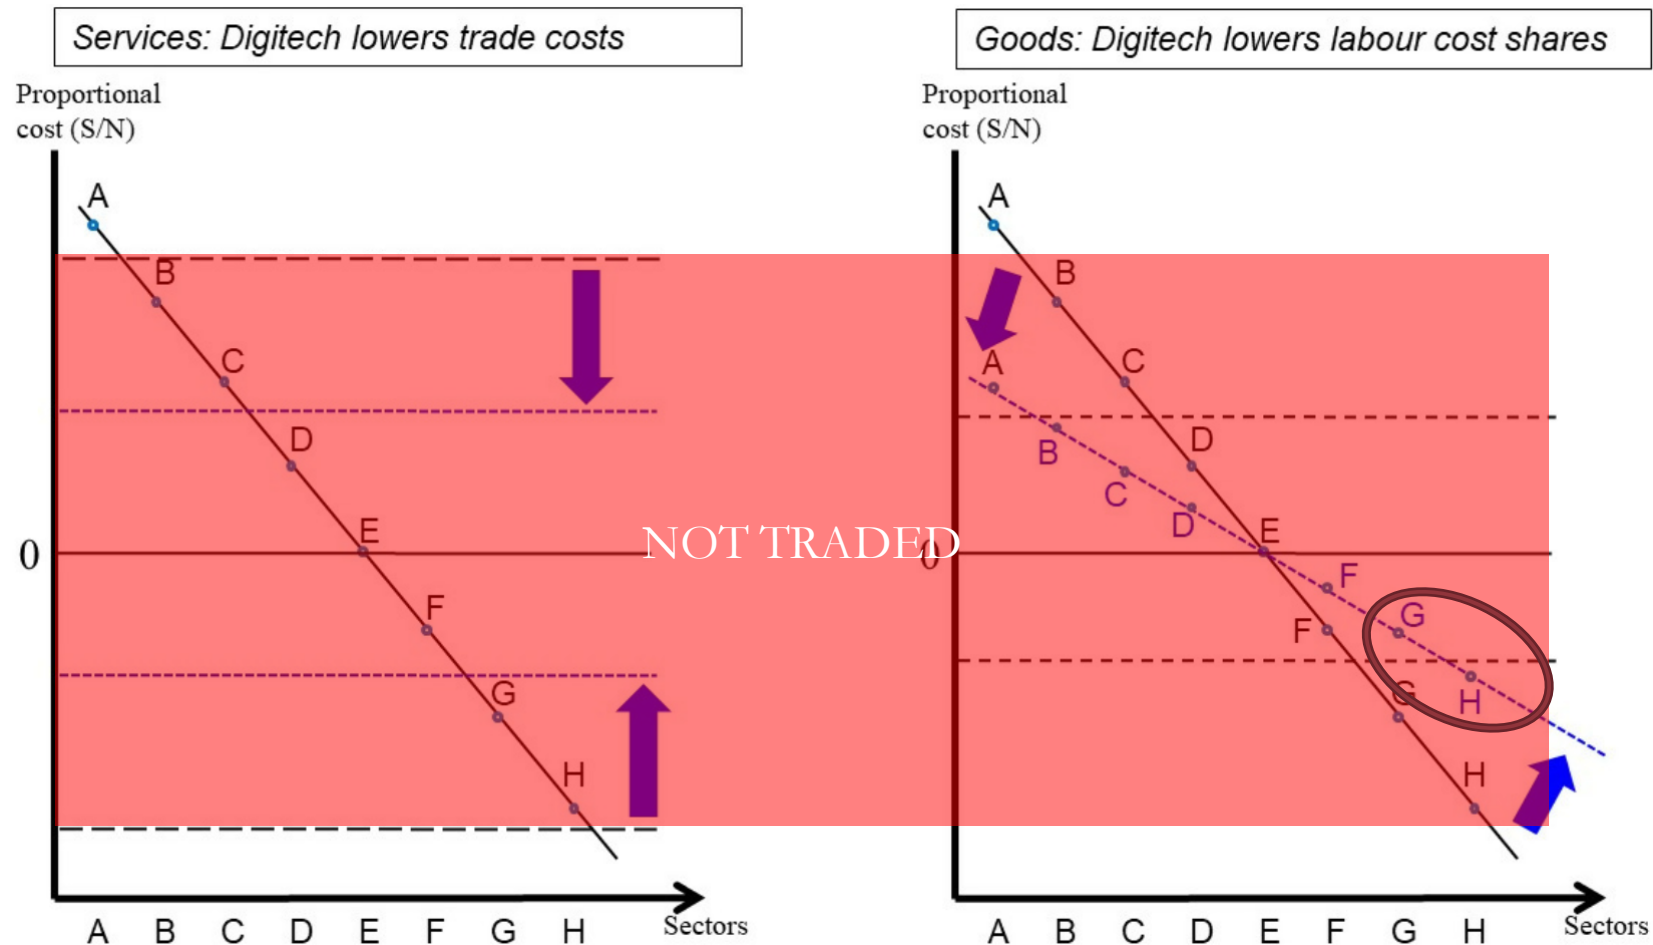 Services: Digitech lowers trade costs
Proportional
cost (S/N)
A
B
C
D
E
0
F
G
H
A B C D E F G H Sectors
NOT TRADED
Goods: Digitech lowers labour cost shares
Proportional
cost (S/N)
A
B
A
C
B
D
C
D
E
0
F
G
F
G
H
H
A B C D E F G H Sectors